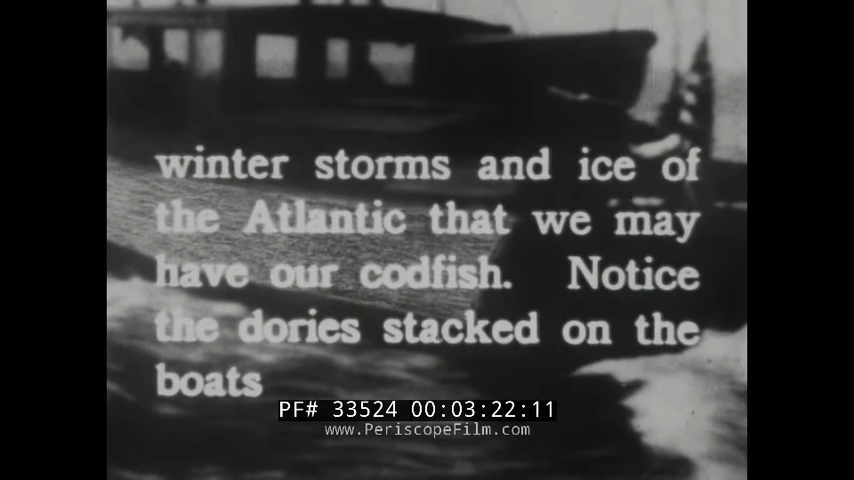 winter storms and ice of
the Atlantic that we may
have our codfish. Notice
the dories stacked on the
boats
PF# 33524 00:03:22:11
www.PeriscopeFilm.com